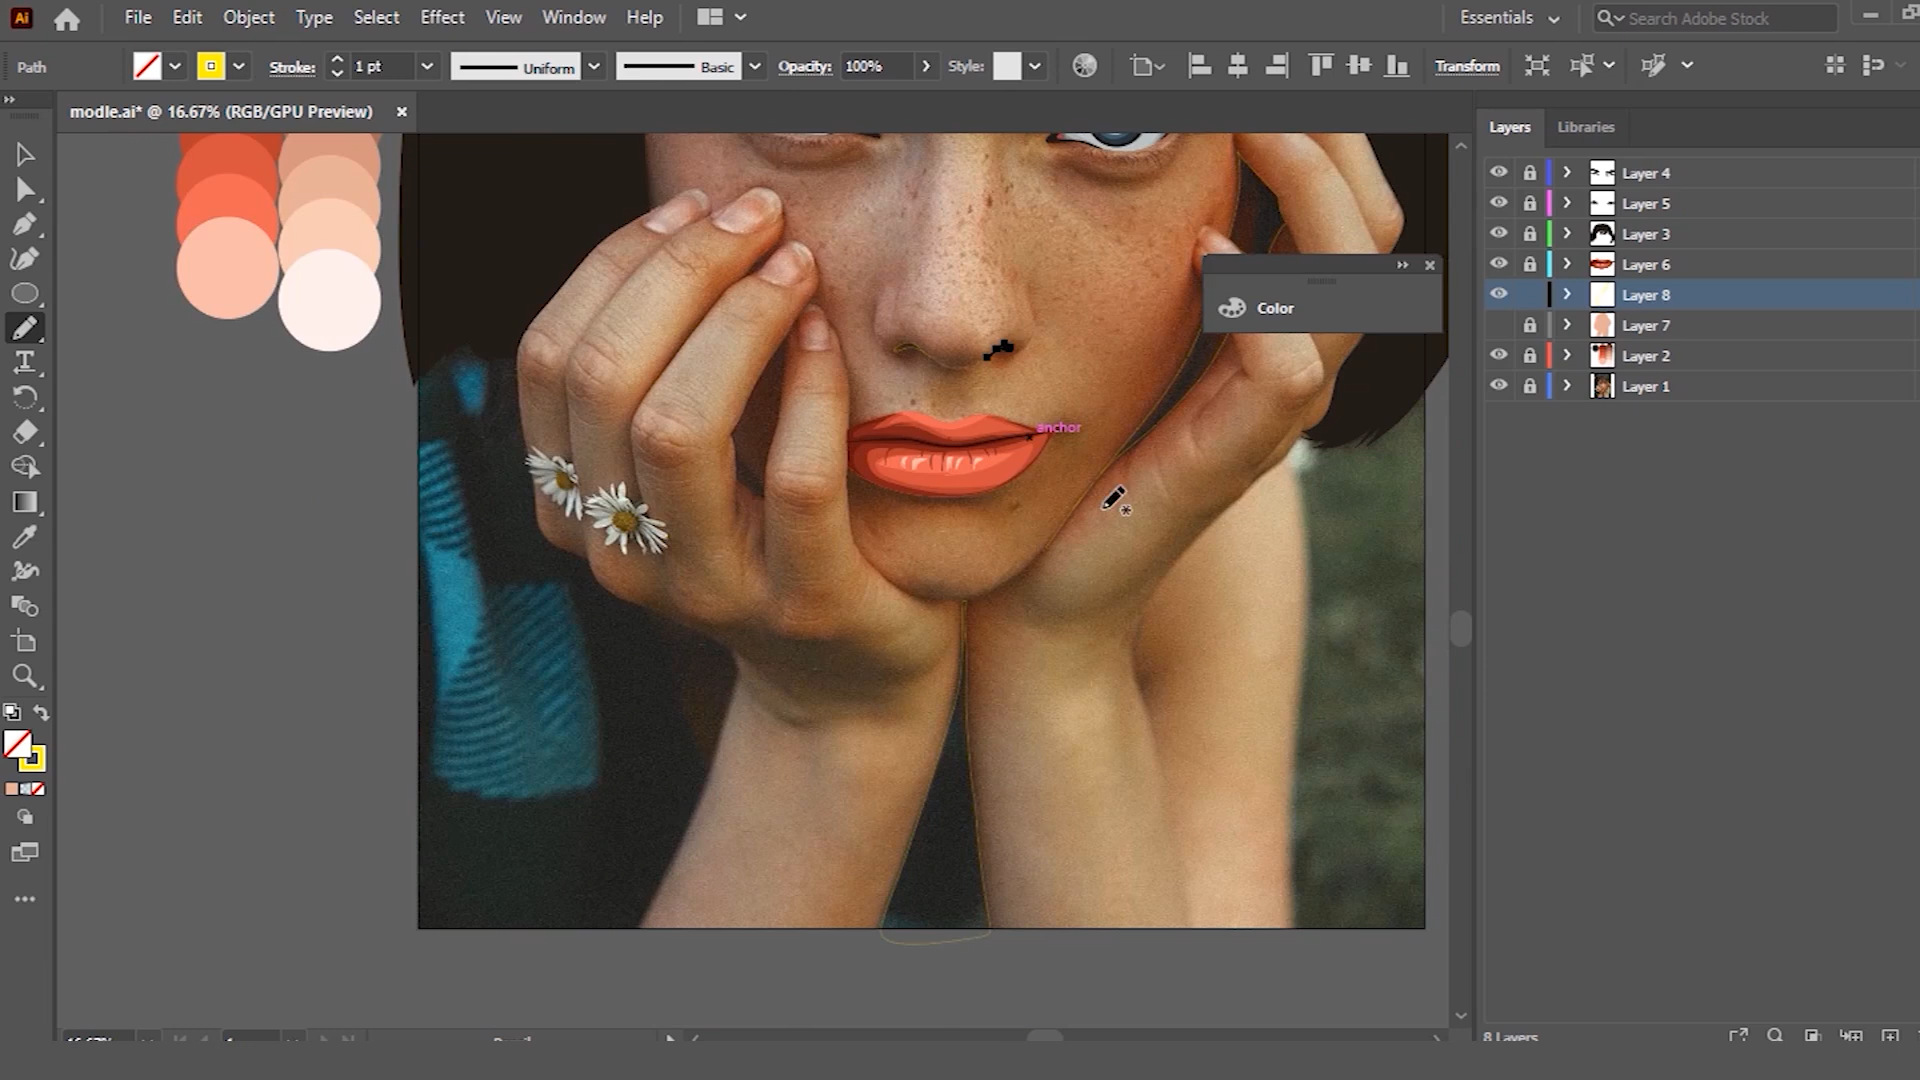 Ai File Edit Object Type Select Effect View Window Help Essentials Search Adobe Stock
Path Stroke: 1 pt Uniform Basic Opacity: 100% Style: Transform
modle.ai* @ 16.67% (RGB/GPU Preview)
Layers Libraries
Layer 4
Layer 5
Layer 3
Layer 6
Layer 8
Layer 7
Layer 2
Layer 1
Color
anchor
8 Layers